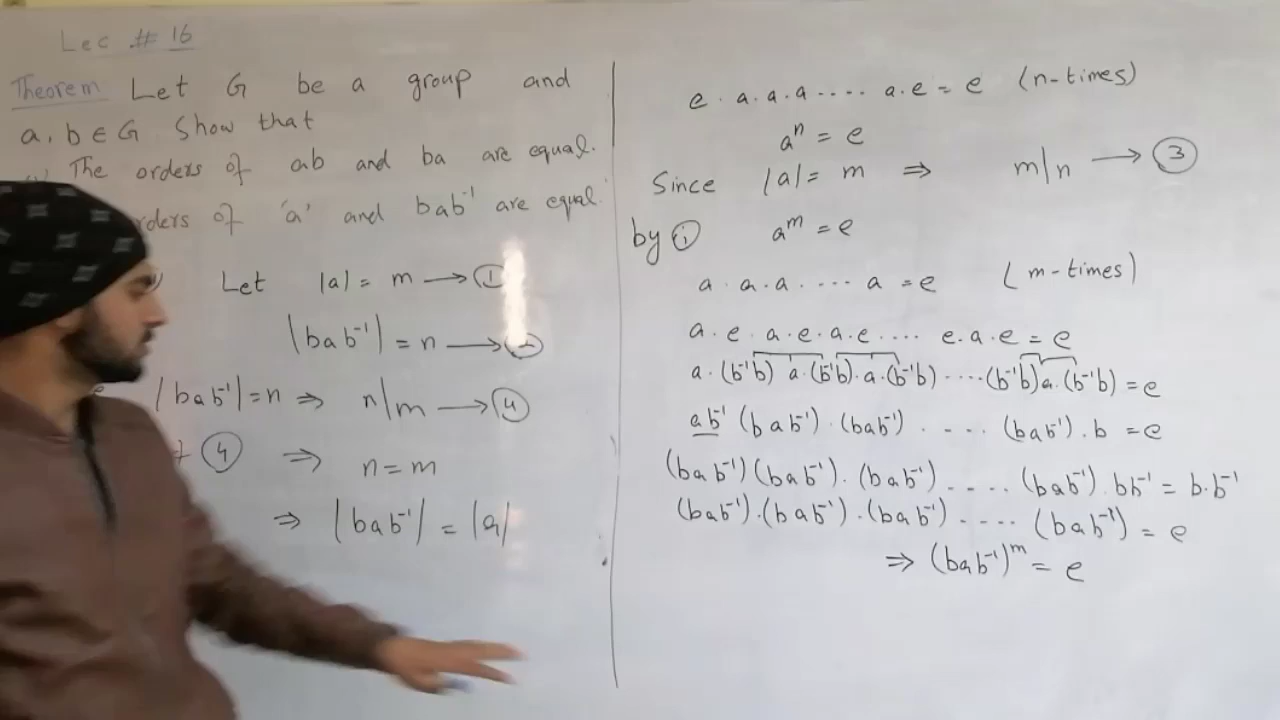 Lec # 16
Theorem Let G be a group and
a, b ∈ G Show that
The orders of ab and ba are equal.
orders of 'a' and bab⁻¹ are equal.
Let |a| = m → ①
|bab⁻¹| = n →
|bab⁻¹| = n ⇒ n|m → ④
④ ⇒ n = m
⇒ |bab⁻¹| = |a|
e . a . a . a .... a . e = e (n-times)
aⁿ = e
Since |a| = m ⇒ m|n → ③
by ① aᵐ = e
a . a . a .... a = e (m-times)
a . e . a . e . a . e .... e . a . e = e
a . (b⁻¹b) a . (b⁻¹b) . a . (b⁻¹b) .... (b⁻¹b) a . (b⁻¹b) = e
ab⁻¹ (bab⁻¹) . (bab⁻¹) .... (bab⁻¹) . b = e
(bab⁻¹)(bab⁻¹) . (bab⁻¹) .... (bab⁻¹) . bb⁻¹ = b . b⁻¹
(bab⁻¹) . (bab⁻¹) . (bab⁻¹) .... (bab⁻¹) = e
⇒ (bab⁻¹)ᵐ = e